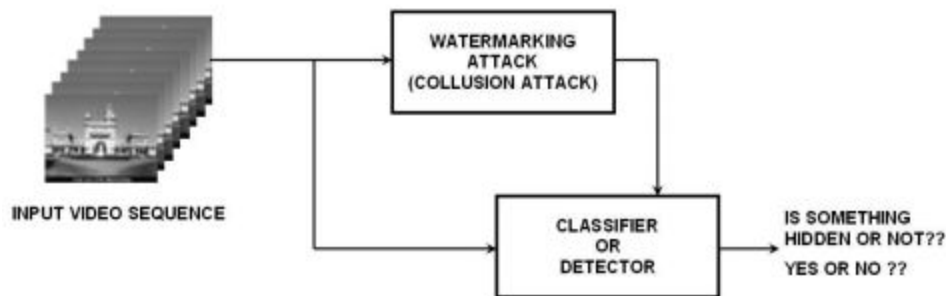 WATERMARKING
ATTACK
(COLLUSION ATTACK)
INPUT VIDEO SEQUENCE
CLASSIFIER
OR
DETECTOR
IS SOMETHING
HIDDEN OR NOT??
YES OR NO ??